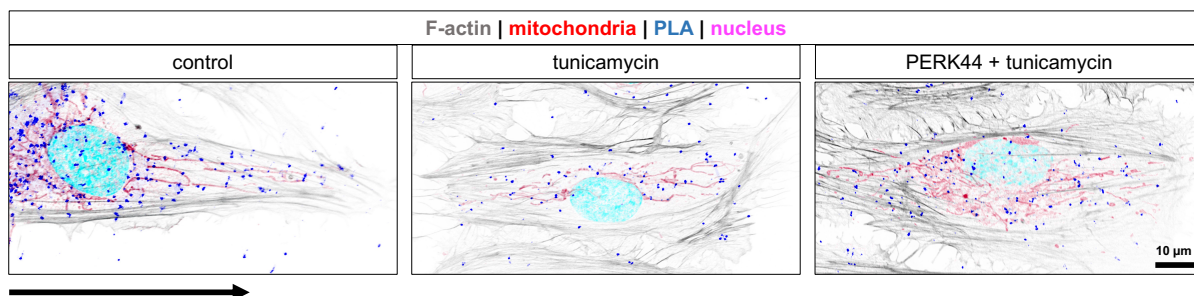 F-actin | mitochondria | PLA | nucleus
control
tunicamycin
PERK44 + tunicamycin
10 µm